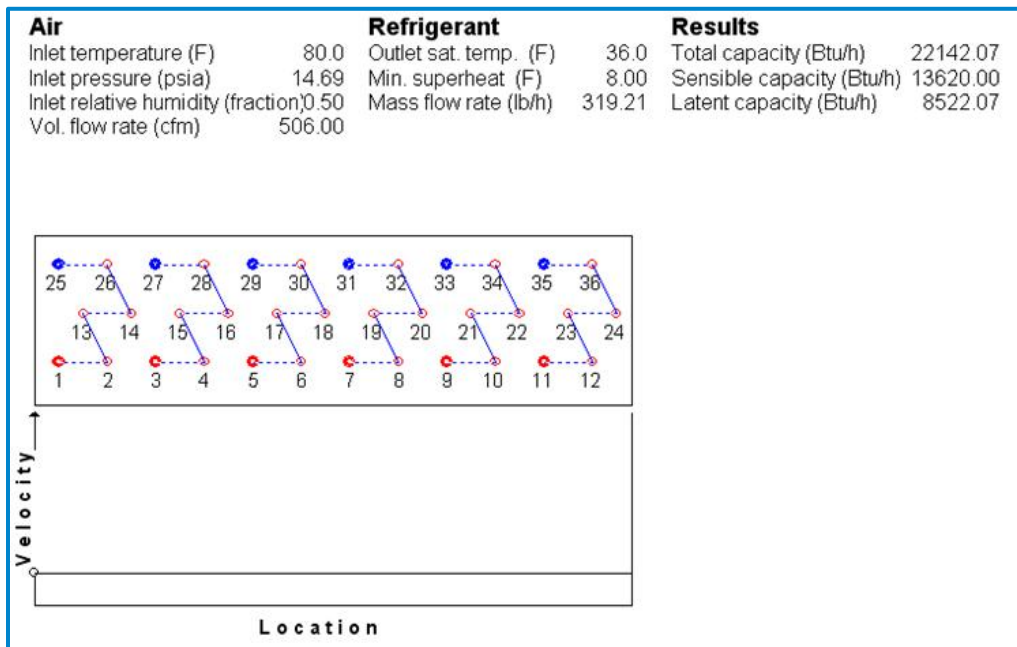 Air Refrigerant Results
Inlet temperature (F) 80.0 Outlet sat. temp. (F) 36.0 Total capacity (Btu/h) 22142.07
Inlet pressure (psia) 14.69 Min. superheat (F) 8.00 Sensible capacity (Btu/h) 13620.00
Inlet relative humidity (fraction) 0.50 Mass flow rate (lb/h) 319.21 Latent capacity (Btu/h) 8522.07
Vol. flow rate (cfm) 506.00
25 26 27 28 29 30 31 32 33 34 35 36
13 14 15 16 17 18 19 20 21 22 23 24
1 2 3 4 5 6 7 8 9 10 11 12
Velocity
Location